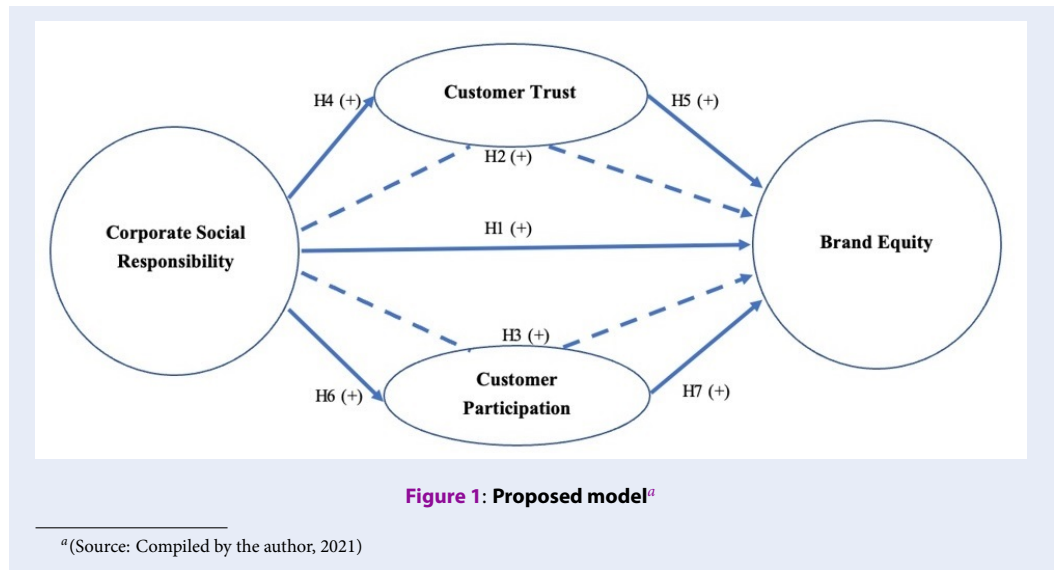 H4 (+)
Customer Trust
H5 (+)
H2 (+)
Corporate Social
Responsibility
H1 (+)
Brand Equity
H3 (+)
Customer
Participation
H6 (+)
H7 (+)
Figure 1: Proposed modelᵃ
ᵃ(Source: Compiled by the author, 2021)